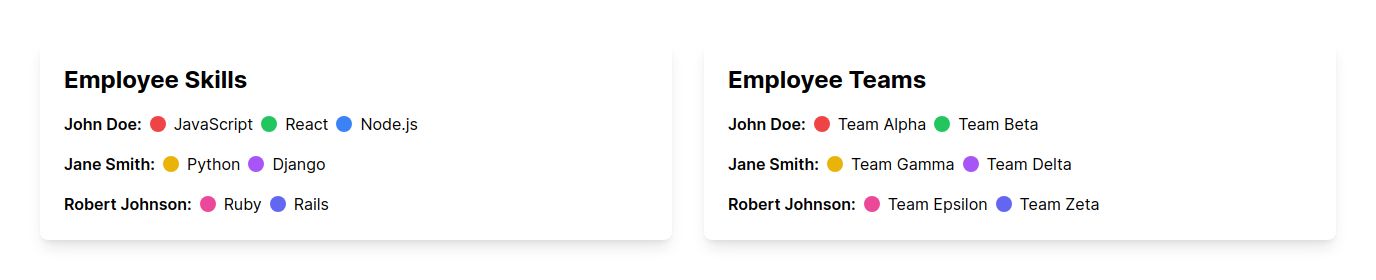 Employee Skills
John Doe: JavaScript React Node.js
Jane Smith: Python Django
Robert Johnson: Ruby Rails
Employee Teams
John Doe: Team Alpha Team Beta
Jane Smith: Team Gamma Team Delta
Robert Johnson: Team Epsilon Team Zeta